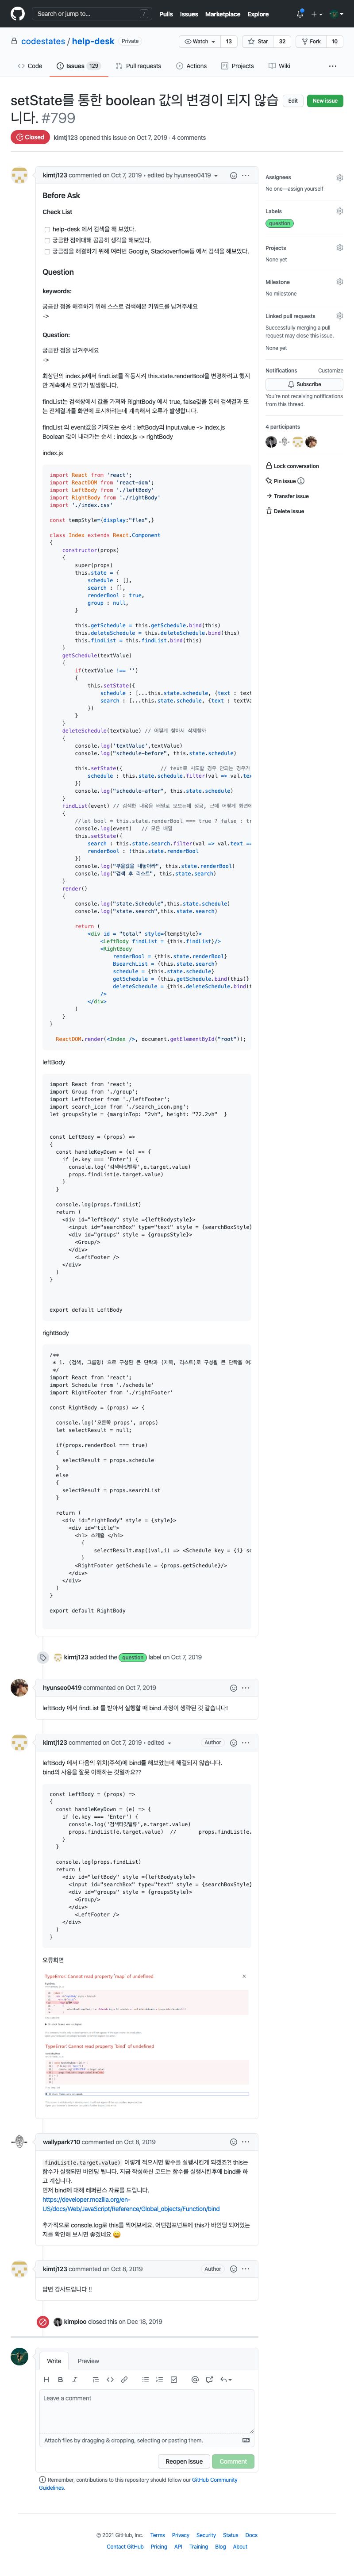 Search or jump to...
/
Pulls Issues Marketplace Explore
codestates / help-desk Private
Watch 13 Star 32 Fork 10
Code Issues 129 Pull requests Actions Projects Wiki
setState를 통한 boolean 값의 변경이 되지 않습
니다. #799
Edit New issue
Closed kimtj123 opened this issue on Oct 7, 2019 · 4 comments
kimtj123 commented on Oct 7, 2019 • edited by hyunseo0419
Before Ask
Check List
help-desk 에서 검색을 해 보았다.
궁금한 점에대해 곰곰히 생각을 해보았다.
궁금점을 해결하기 위해 여러번 Google, Stackoverflow등 에서 검색을 해보았다.
Question
keywords:
궁금한 점을 해결하기 위해 스스로 검색해본 키워드를 남겨주세요
->
Question:
궁금한 점을 남겨주세요
->
최상단의 index.js에서 findList를 작동시켜 this.state.renderBool을 변경하려고 했지
만 계속해서 오류가 발생합니다.
findList는 검색창에서 값을 가져와 RightBody 에서 true, false값을 통해 검색결과 또
는 전체결과를 화면에 표시하려는데 계속해서 오류가 발생합니다.
findList 의 event값을 가져오는 순서 : leftBody의 input.value -> index.js
Boolean 값이 내려가는 순서 : index.js -> rightBody
index.js
import React from 'react';
import ReactDOM from 'react-dom';
import LeftBody from './leftBody'
import RightBody from './rightBody'
import './index.css'
const tempStyle={display:"flex",}
class Index extends React.Component
{
constructor(props)
{
super(props)
this.state = {
schedule : [],
search : [],
renderBool : true,
group : null,
}
this.getSchedule = this.getSchedule.bind(this)
this.deleteSchedule = this.deleteSchedule.bind(this)
this.findList = this.findList.bind(this)
}
getSchedule(textValue)
{
if(textValue !== '')
{
this.setState({
schedule : [...this.state.schedule, {text : text
search : [...this.state.schedule, {text : textVa
})
}
}
deleteSchedule(textValue) // 어떻게 찾아서 삭제할까
{
console.log('textValue',textValue)
console.log("schedule-before", this.state.schedule)
this.setState({ // text로 시도할 경우 안되는 경우가
schedule : this.state.schedule.filter(val => val.tex
})
console.log("schedule-after", this.state.schedule)
}
findList(event) // 검색한 내용을 배열로 모으는데 성공, 근데 어떻게 화면에
{
//let bool = this.state.renderBool === true ? false : tr
console.log(event) // 모은 배열
this.setState({
search : this.state.search.filter(val => val.text ==
renderBool : !this.state.renderBool
})
console.log("부울값을 내놓아라", this.state.renderBool)
console.log("검색 후 리스트", this.state.search)
}
render()
{
console.log("state.Schedule",this.state.schedule)
console.log("state.search",this.state.search)
return (
<div id = "total" style={tempStyle}>
<LeftBody findList = {this.findList}/>
<RightBody
renderBool = {this.state.renderBool}
BsearchList = {this.state.search}
schedule = {this.state.schedule}
getSchedule = {this.getSchedule.bind(this)}
deleteSchedule = {this.deleteSchedule.bind(t
/>
</div>
)
}
}
ReactDOM.render(<Index />, document.getElementById("root"));
leftBody
import React from 'react';
import Group from './group';
import LeftFooter from './leftFooter';
import search_icon from './search_icon.png';
let groupsStyle = {marginTop: "2vh", height: "72.2vh" }
const LeftBody = (props) =>
{
const handleKeyDown = (e) => {
if (e.key === 'Enter') {
console.log('검색타깃밸류',e.target.value)
props.findList(e.target.value)
}
}
console.log(props.findList)
return (
<div id="leftBody" style ={leftBodystyle}>
<input id="searchBox" type="text" style = {searchBoxStyle}
<div id="groups" style = {groupsStyle}>
<Group/>
</div>
<LeftFooter />
</div>
)
}
export default LeftBody
rightBody
/**
import React from 'react';
import Schedule from './schedule'
import RightFooter from './rightFooter'
const RightBody = (props) => {
console.log('오른쪽 props', props)
let selectResult = null;
if(props.renderBool === true)
{
selectResult = props.schedule
}
else
{
selectResult = props.searchList
}
return (
<div id="rightBody" style = {style}>
<div id="title">
<h1> 스케쥴 </h1>
{
selectResult.map((val,i) => <Schedule key = {i} sc
}
<RightFooter getSchedule = {props.getSchedule}/>
</div>
</div>
)
}
export default RightBody
kimtj123 added the question label on Oct 7, 2019
hyunseo0419 commented on Oct 7, 2019
leftBody 에서 findList 를 받아서 실행할 때 bind 과정이 생략된 것 같습니다!
kimtj123 commented on Oct 7, 2019 • edited Author
leftBody 에서 다음의 위치(주석)에 bind를 해보았는데 해결되지 않습니다.
bind의 사용을 잘못 이해하는 것일까요??
const LeftBody = (props) =>
{
const handleKeyDown = (e) => {
if (e.key === 'Enter') {
console.log('검색타깃밸류',e.target.value)
props.findList(e.target.value) // props.findList(e.
}
}
console.log(props.findList)
return (
<div id="leftBody" style ={leftBodystyle}>
<input id="searchBox" type="text" style = {searchBoxStyle}
<div id="groups" style = {groupsStyle}>
<Group/>
</div>
<LeftFooter />
</div>
)
}
오류화면
TypeError: Cannot read property 'map' of undefined
TypeError: Cannot read property 'bind' of undefined
wallypark710 commented on Oct 8, 2019
findList(e.target.value) 이렇게 적으시면 함수를 실행시킨게 되겠죠?! this는
함수가 실행되면 바인딩 됩니다. 지금 작성하신 코드는 함수를 실행시킨후에 bind를 하
고 계십니다.
먼저 bind에 대해 레퍼런스 자료를 드립니다.
https://developer.mozilla.org/en-
US/docs/Web/JavaScript/Reference/Global_objects/Function/bind
추가적으로 console.log로 this를 찍어보세요. 어떤컴포넌트에 this가 바인딩 되어있는
지를 확인해 보시면 좋겠네요 😄
kimtj123 commented on Oct 8, 2019 Author
답변 감사드립니다 !!
kimploo closed this on Dec 18, 2019
Write Preview
Leave a comment
Attach files by dragging & dropping, selecting or pasting them.
Reopen issue Comment
Remember, contributions to this repository should follow our GitHub Community
Guidelines.
Assignees
No one—assign yourself
Labels
question
Projects
None yet
Milestone
No milestone
Linked pull requests
Successfully merging a pull
request may close this issue.
None yet
Notifications Customize
Subscribe
You're not receiving notifications
from this thread.
4 participants
Lock conversation
Pin issue
Transfer issue
Delete issue
© 2021 GitHub, Inc. Terms Privacy Security Status Docs
Contact GitHub Pricing API Training Blog About